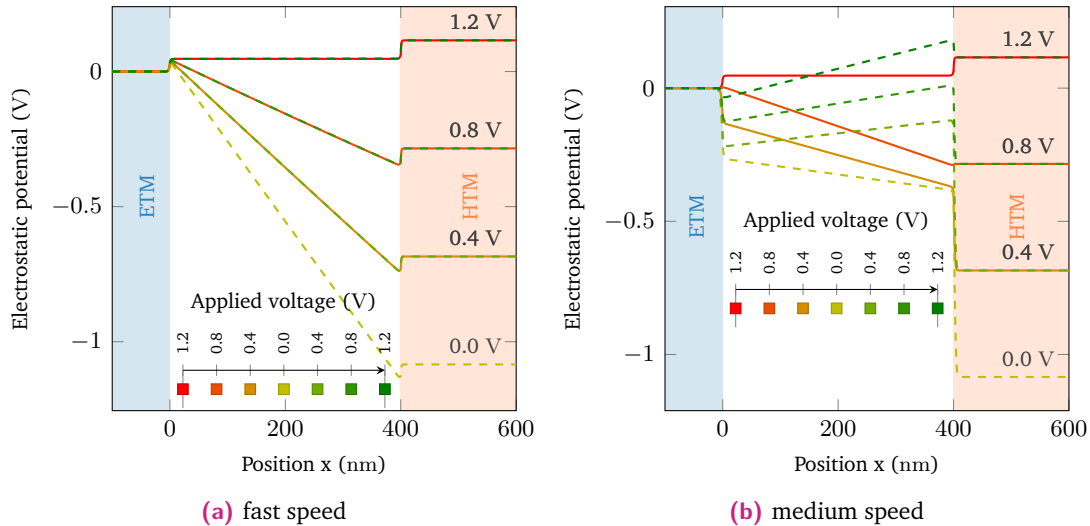 0
−0.5
−1
Electrostatic potential (V)
ETM
HTM
1.2 V
0.8 V
0.4 V
0.0 V
Applied voltage (V)
1.2
0.8
0.4
0.0
0.4
0.8
1.2
0
200
400
600
Position x (nm)
(a) fast speed
0
−0.5
−1
Electrostatic potential (V)
ETM
HTM
1.2 V
0.8 V
0.4 V
0.0 V
Applied voltage (V)
1.2
0.8
0.4
0.0
0.4
0.8
1.2
0
200
400
600
Position x (nm)
(b) medium speed